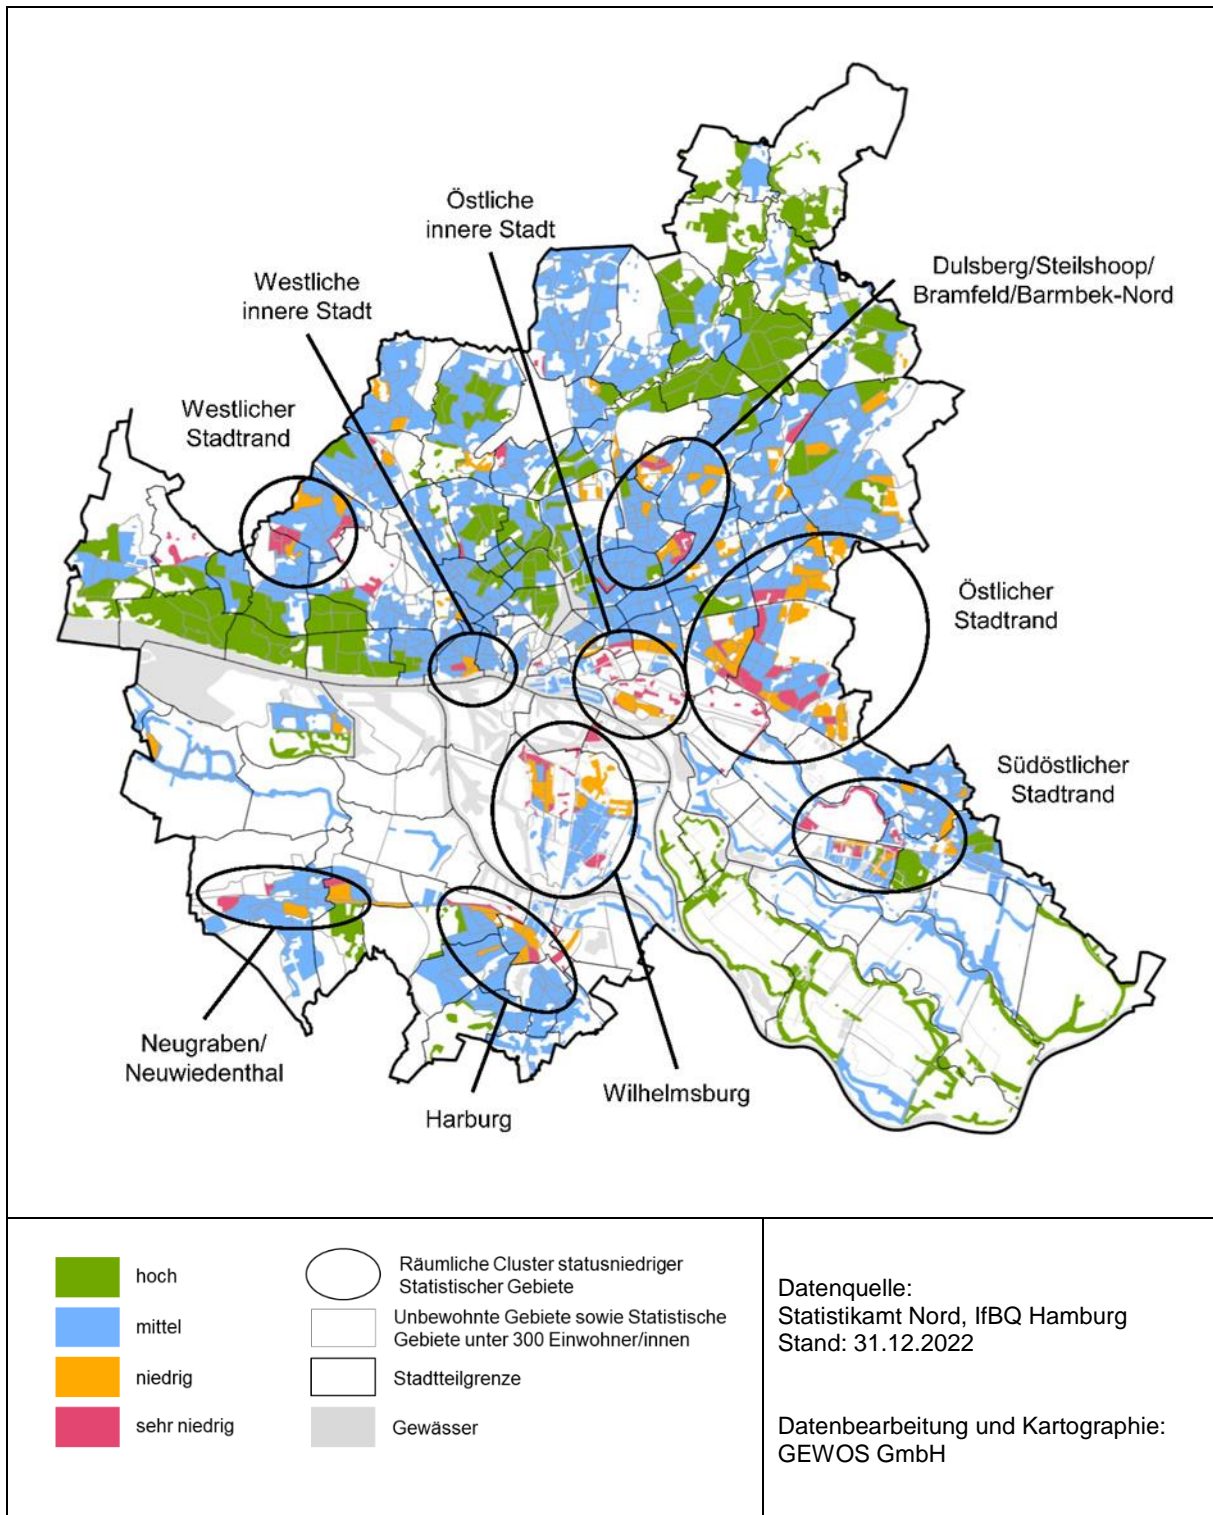 Östliche
innere Stadt
Dulsberg/Steilshoop/
Bramfeld/Barmbek-Nord
Westliche
innere Stadt
Westlicher
Stadtrand
Östlicher
Stadtrand
Südöstlicher
Stadtrand
Neugraben/
Neuwiedenthal
Harburg
Wilhelmsburg
hoch
mittel
niedrig
sehr niedrig
Räumliche Cluster statusniedriger
Statistischer Gebiete
Unbewohnte Gebiete sowie Statistische
Gebiete unter 300 Einwohner/innen
Stadtteilgrenze
Gewässer
Datenquelle:
Statistikamt Nord, IfBQ Hamburg
Stand: 31.12.2022
Datenbearbeitung und Kartographie:
GEWOS GmbH